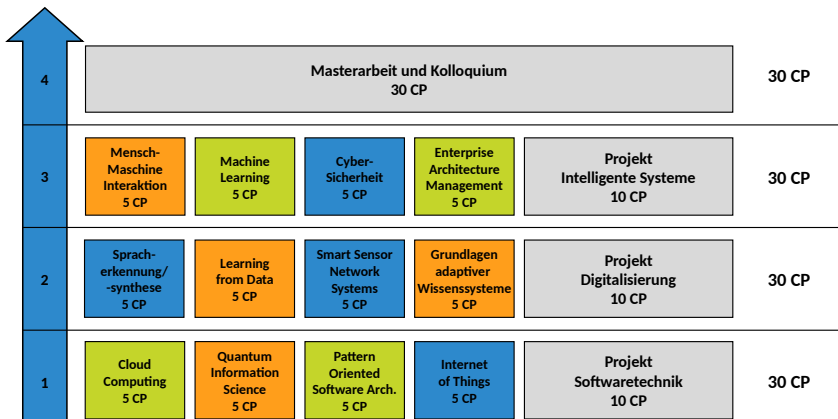 4
Masterarbeit und Kolloquium
30 CP
30 CP
3
Mensch-
Maschine
Interaktion
5 CP
Machine
Learning
5 CP
Cyber-
Sicherheit
5 CP
Enterprise
Architecture
Management
5 CP
Projekt
Intelligente Systeme
10 CP
30 CP
2
Sprach-
erkennung/
-synthese
5 CP
Learning
from Data
5 CP
Smart Sensor
Network
Systems
5 CP
Grundlagen
adaptiver
Wissenssysteme
5 CP
Projekt
Digitalisierung
10 CP
30 CP
1
Cloud
Computing
5 CP
Quantum
Information
Science
5 CP
Pattern
Oriented
Software Arch.
5 CP
Internet
of Things
5 CP
Projekt
Softwaretechnik
10 CP
30 CP